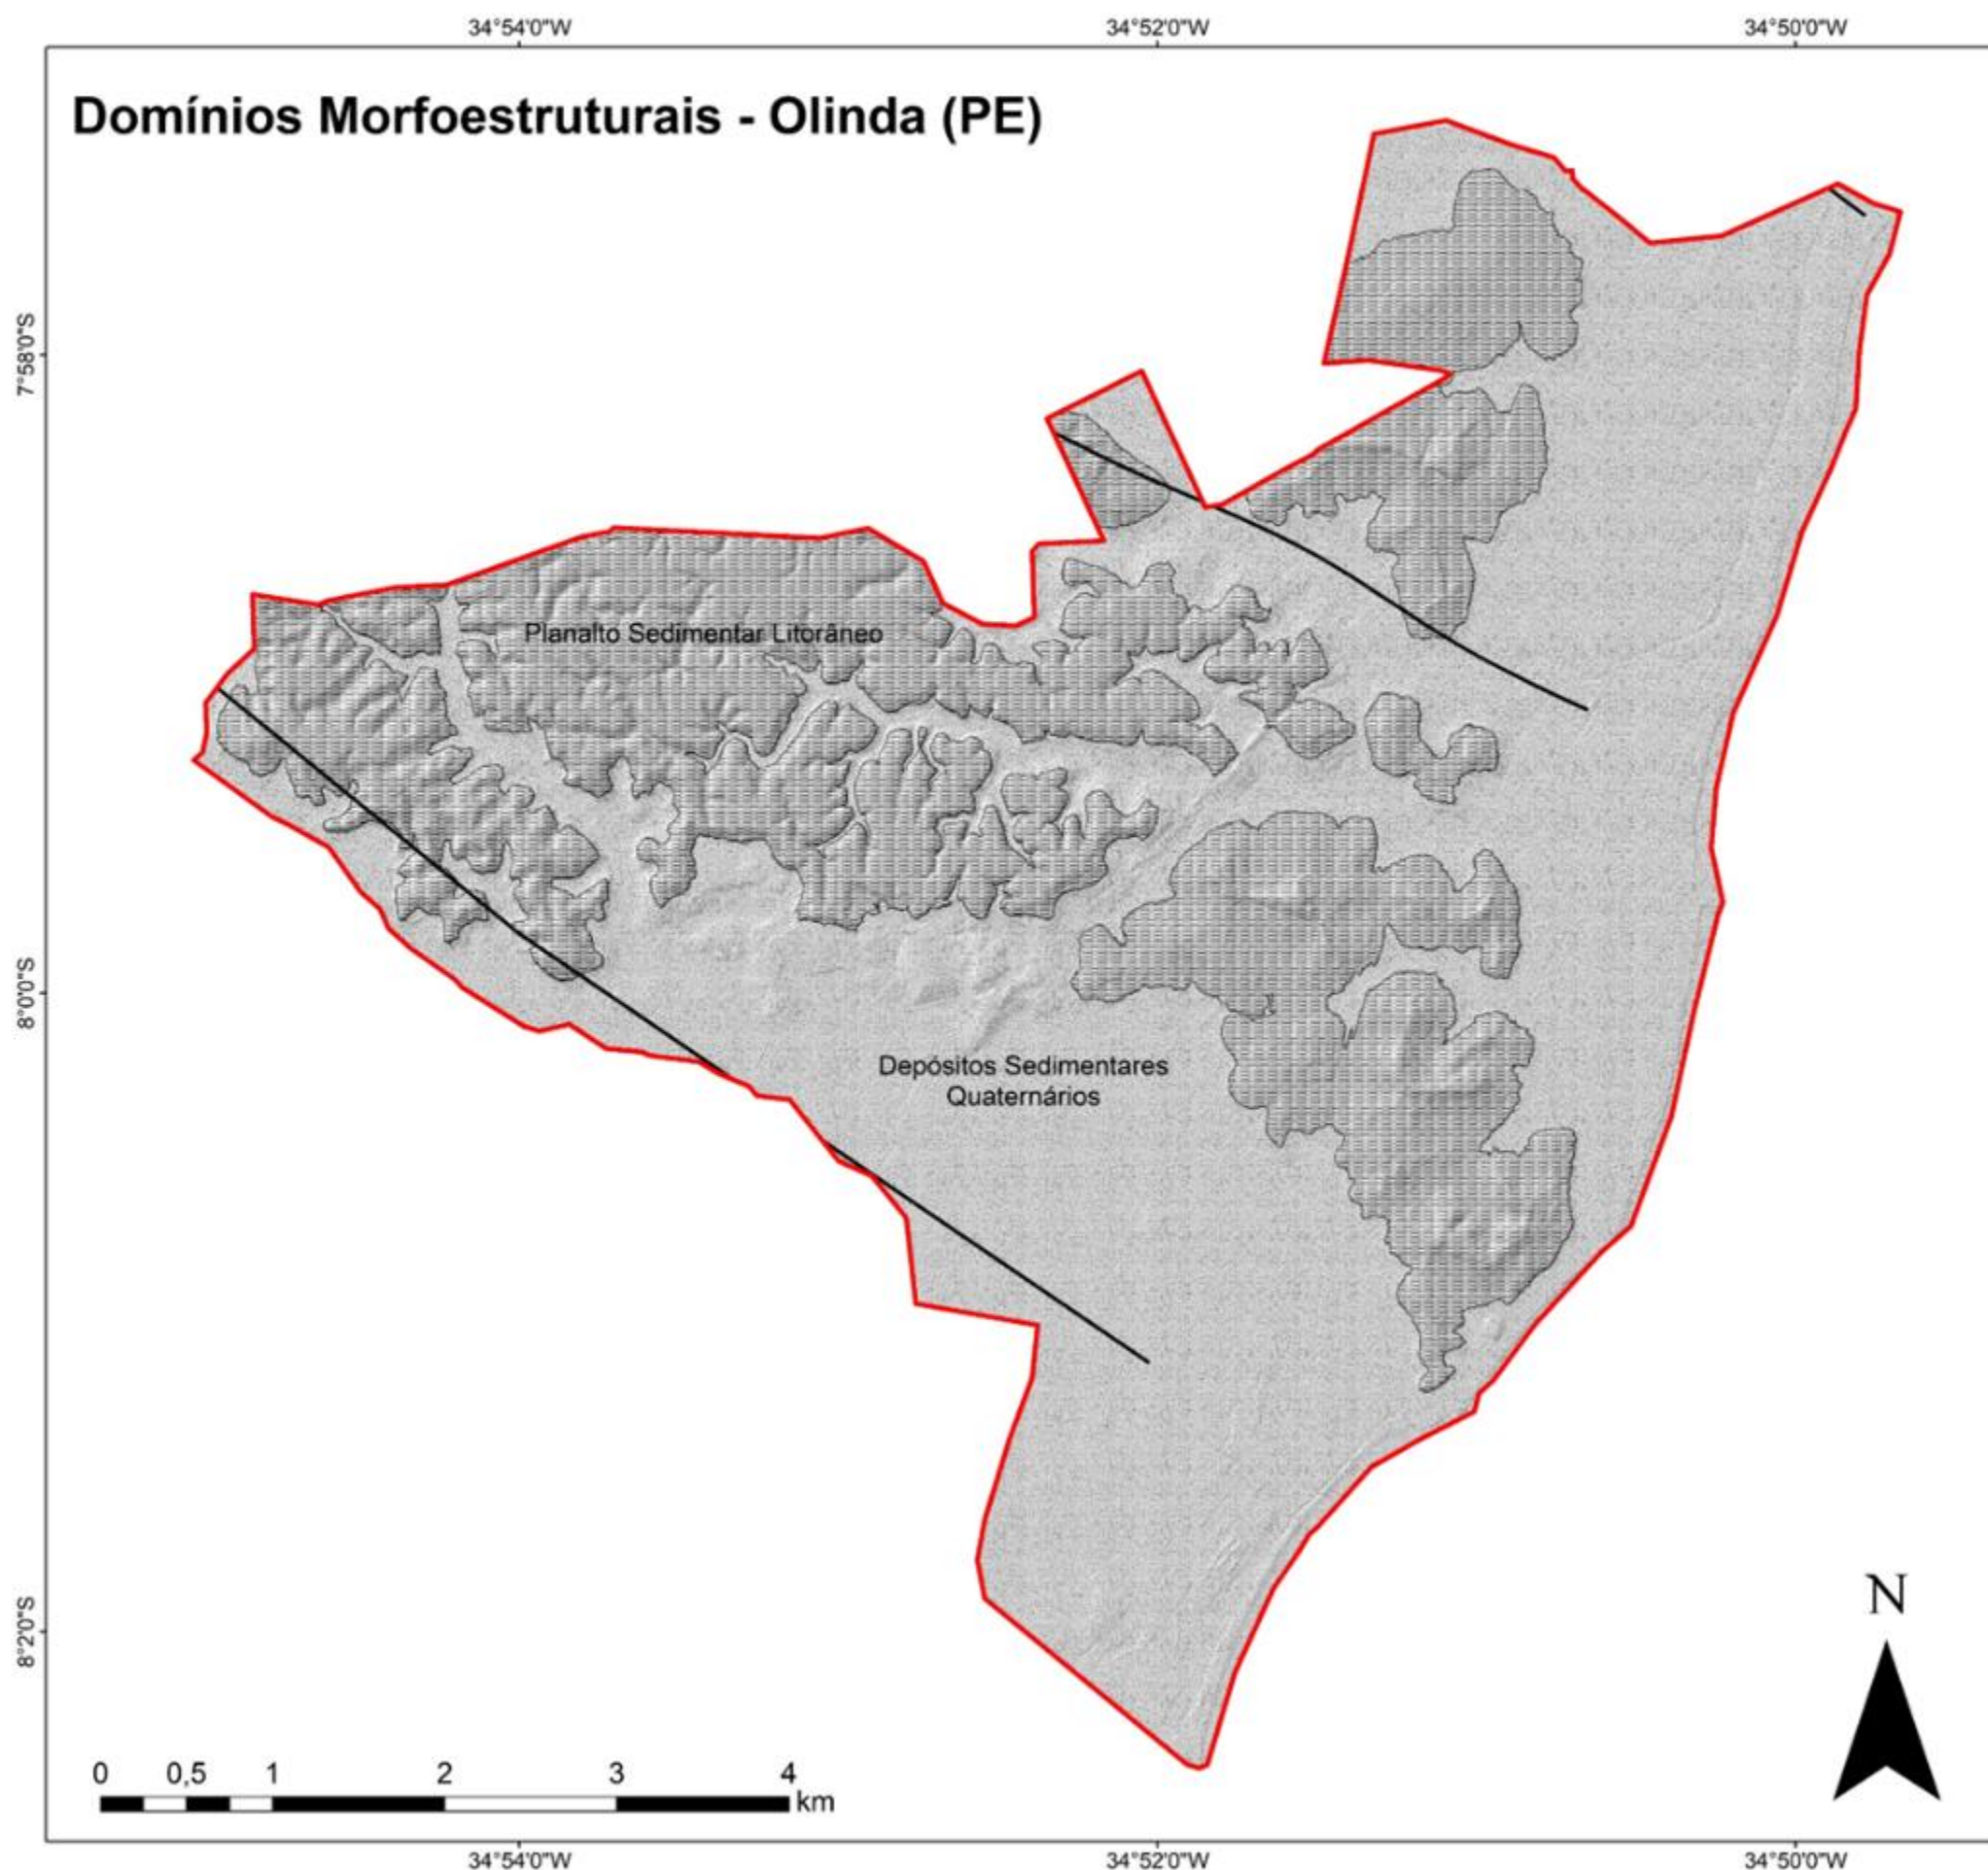 34°54'0"W
34°52'0"W
34°50'0"W
Domínios Morfoestruturais - Olinda (PE)
7°58'0"S
Planalto Sedimentar Litorâneo
8°0'0"S
Depósitos Sedimentares
Quaternários
N
8°2'0"S
0 0,5 1 2 3 4
km
34°54'0"W
34°52'0"W
34°50'0"W